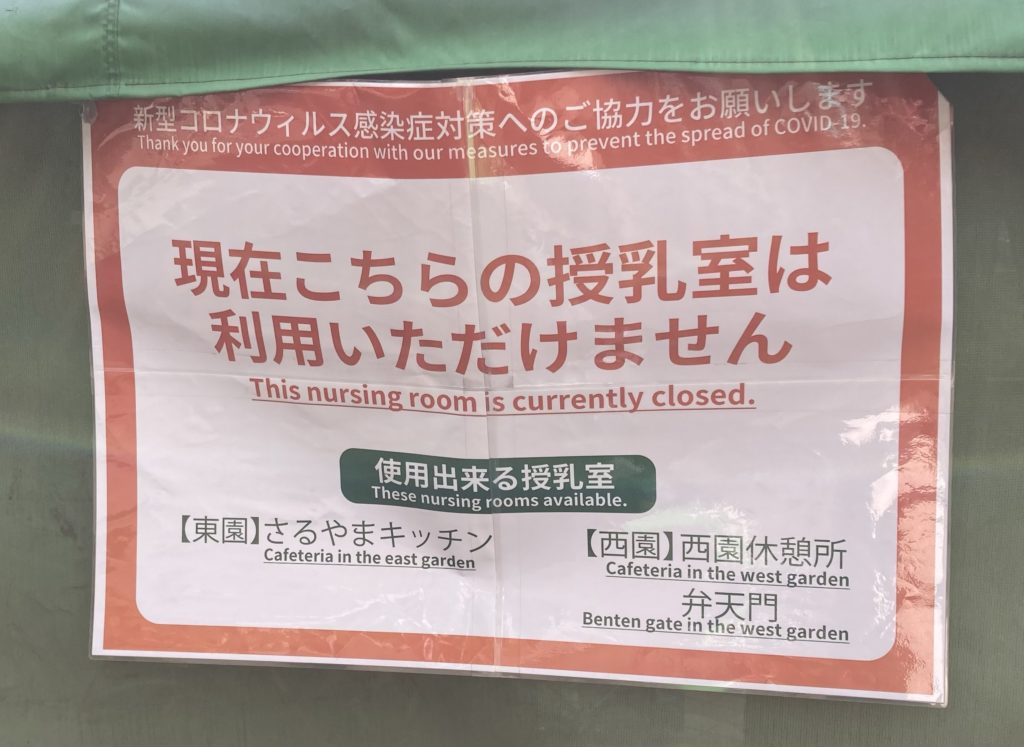 新型コロナウィルス感染症対策へのご協力をお願いします
Thank you for your cooperation with our measures to prevent the spread of COVID-19.
現在こちらの授乳室は
利用いただけません
This nursing room is currently closed.
使用出来る授乳室
These nursing rooms available.
【東園】さるやまキッチン
Cafeteria in the east garden
【西園】西園休憩所
Cafeteria in the west garden
弁天門
Benten gate in the west garden